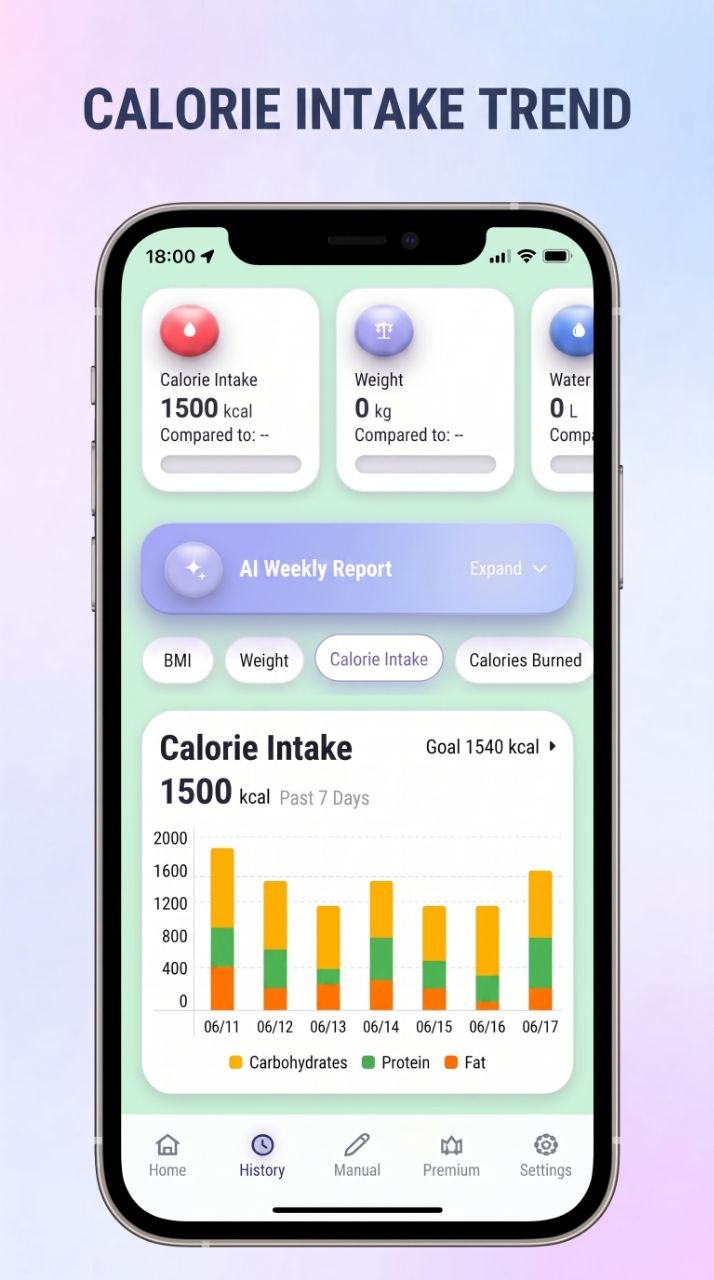 CALORIE INTAKE TREND
18:00
Calorie Intake
1500 kcal
Compared to: --
Weight
0 kg
Compared to: --
Water
0 L
Compa
AI Weekly Report
Expand
BMI
Weight
Calorie Intake
Calories Burned
Calorie Intake
Goal 1540 kcal
1500 kcal Past 7 Days
2000
1600
1200
800
400
0
06/11 06/12 06/13 06/14 06/15 06/16 06/17
Carbohydrates Protein Fat
Home History Manual Premium Settings